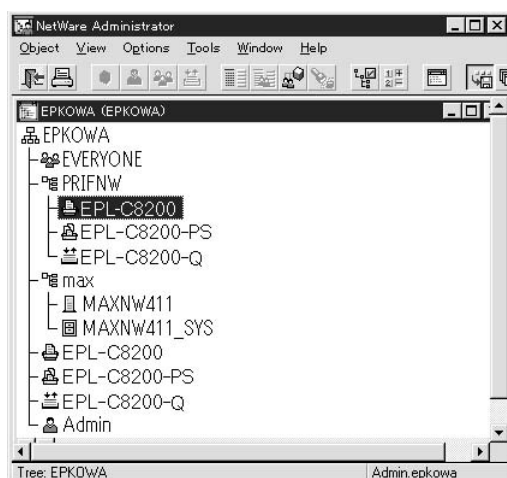 NetWare Administrator
Object View Options Tools Window Help
EPKOWA (EPKOWA)
EPKOWA
EVERYONE
PRIFNW
EPL-C8200
EPL-C8200-PS
EPL-C8200-Q
max
MAXNW411
MAXNW411_SYS
EPL-C8200
EPL-C8200-PS
EPL-C8200-Q
Admin
Tree: EPKOWA Admin.epkowa